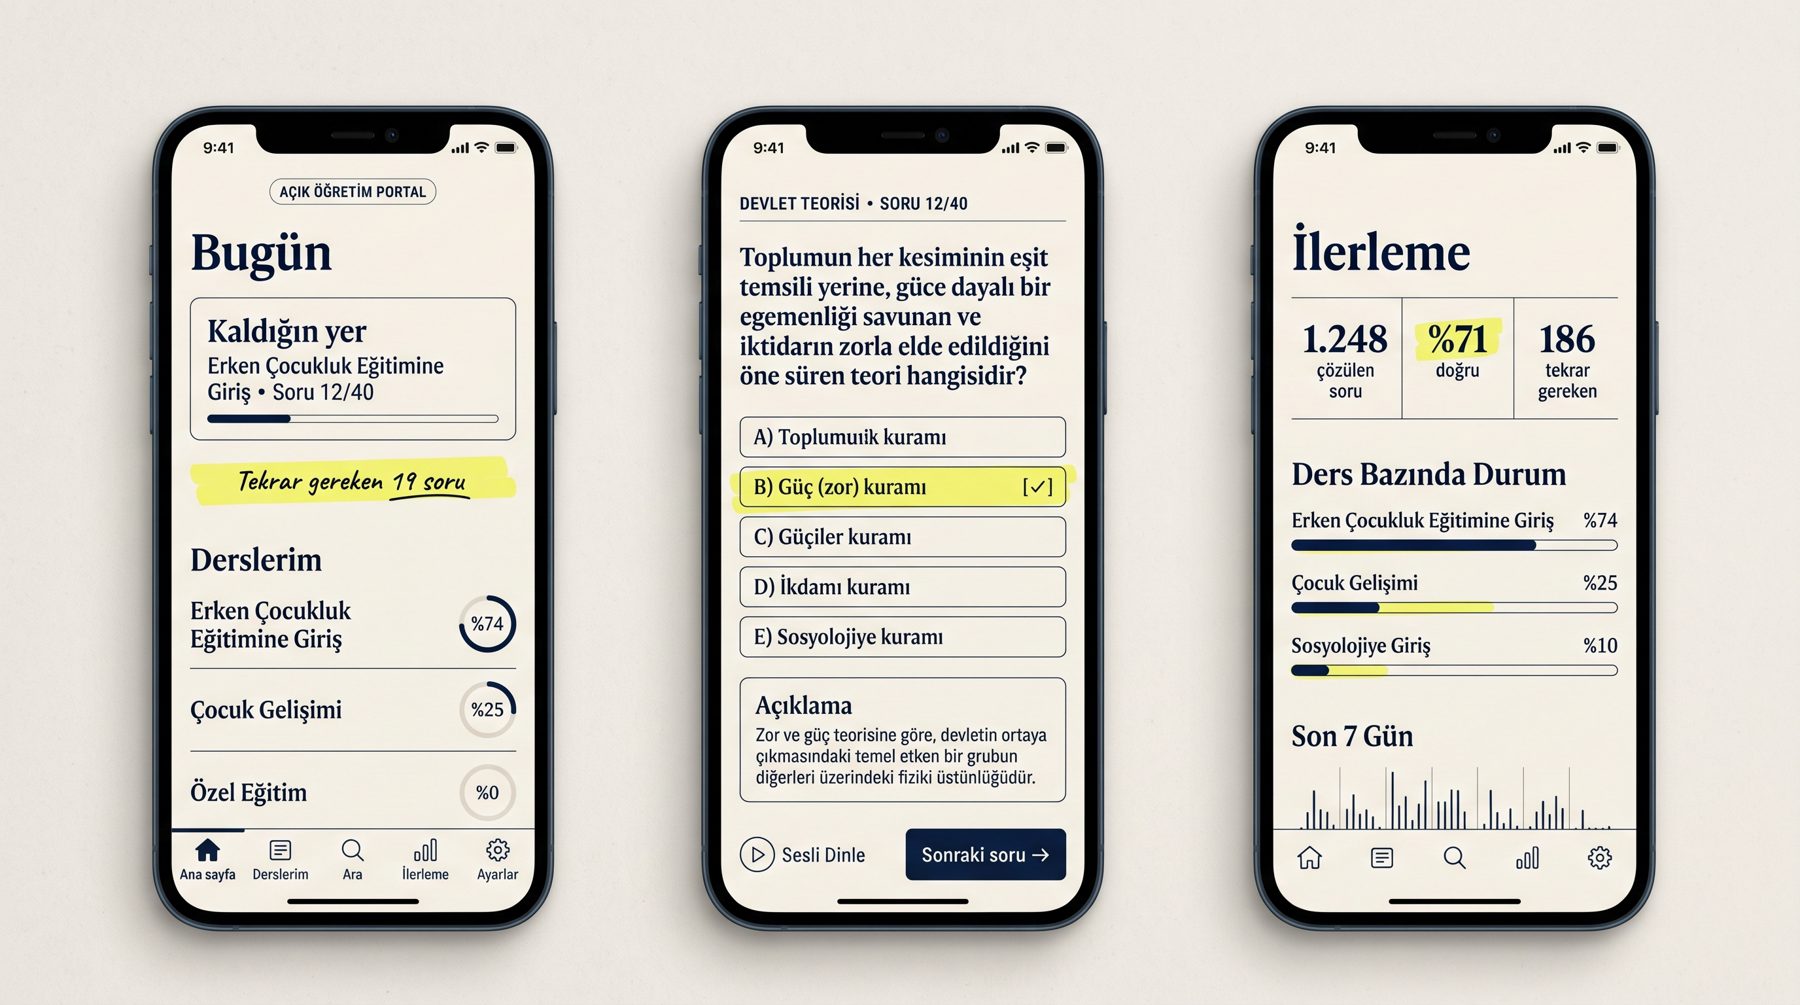 9:41
AÇIK ÖĞRETİM PORTAL
Bugün
Kaldığın yer
Erken Çocukluk Eğitimine
Giriş • Soru 12/40
Tekrar gereken 19 soru
Derslerim
Erken Çocukluk
Eğitimine Giriş
%74
Çocuk Gelişimi
%25
Özel Eğitim
%0
Ana sayfa
Derslerim
Ara
İlerleme
Ayarlar
9:41
DEVLET TEORİSİ • SORU 12/40
Toplumun her kesiminin eşit
temsili yerine, güce dayalı bir
egemenliği savunan ve
iktidarın zorla elde edildiğini
öne süren teori hangisidir?
A) Toplumuıik kuramı
B) Güç (zor) kuramı
[✓]
C) Güçiler kuramı
D) İkdamı kuramı
E) Sosyolojiye kuramı
Açıklama
Zor ve güç teorisine göre, devletin ortaya
çıkmasındaki temel etken bir grubun
diğerleri üzerindeki fiziki üstünlüğüdür.
Sesli Dinle
Sonraki soru →
9:41
İlerleme
1.248
çözülen
soru
%71
doğru
186
tekrar
gereken
Ders Bazında Durum
Erken Çocukluk Eğitimine Giriş %74
Çocuk Gelişimi %25
Sosyolojiye Giriş %10
Son 7 Gün